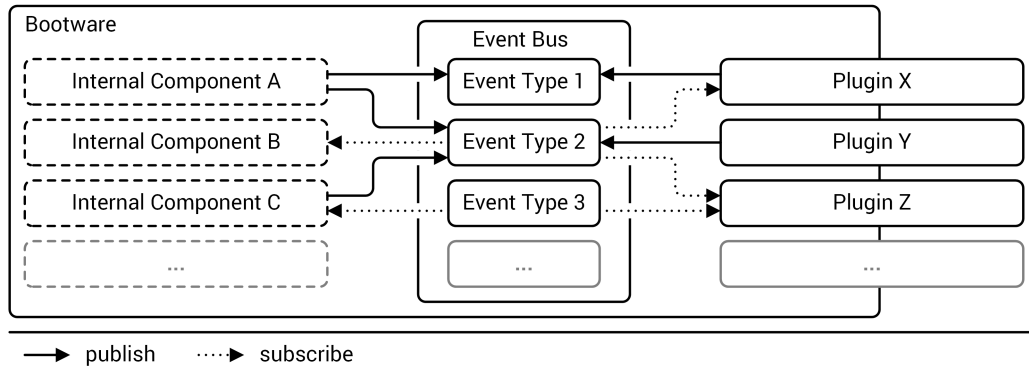 Bootware
Event Bus
Internal Component A
Event Type 1
Plugin X
Internal Component B
Event Type 2
Plugin Y
Internal Component C
Event Type 3
Plugin Z
...
...
...
publish
subscribe